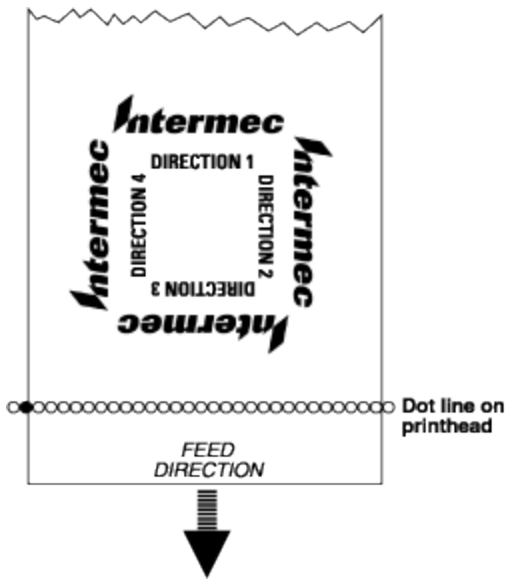 Intermec
DIRECTION 1
Intermec
DIRECTION 4
DIRECTION 2
Intermec
DIRECTION 3
Intermec
Dot line on
printhead
FEED
DIRECTION